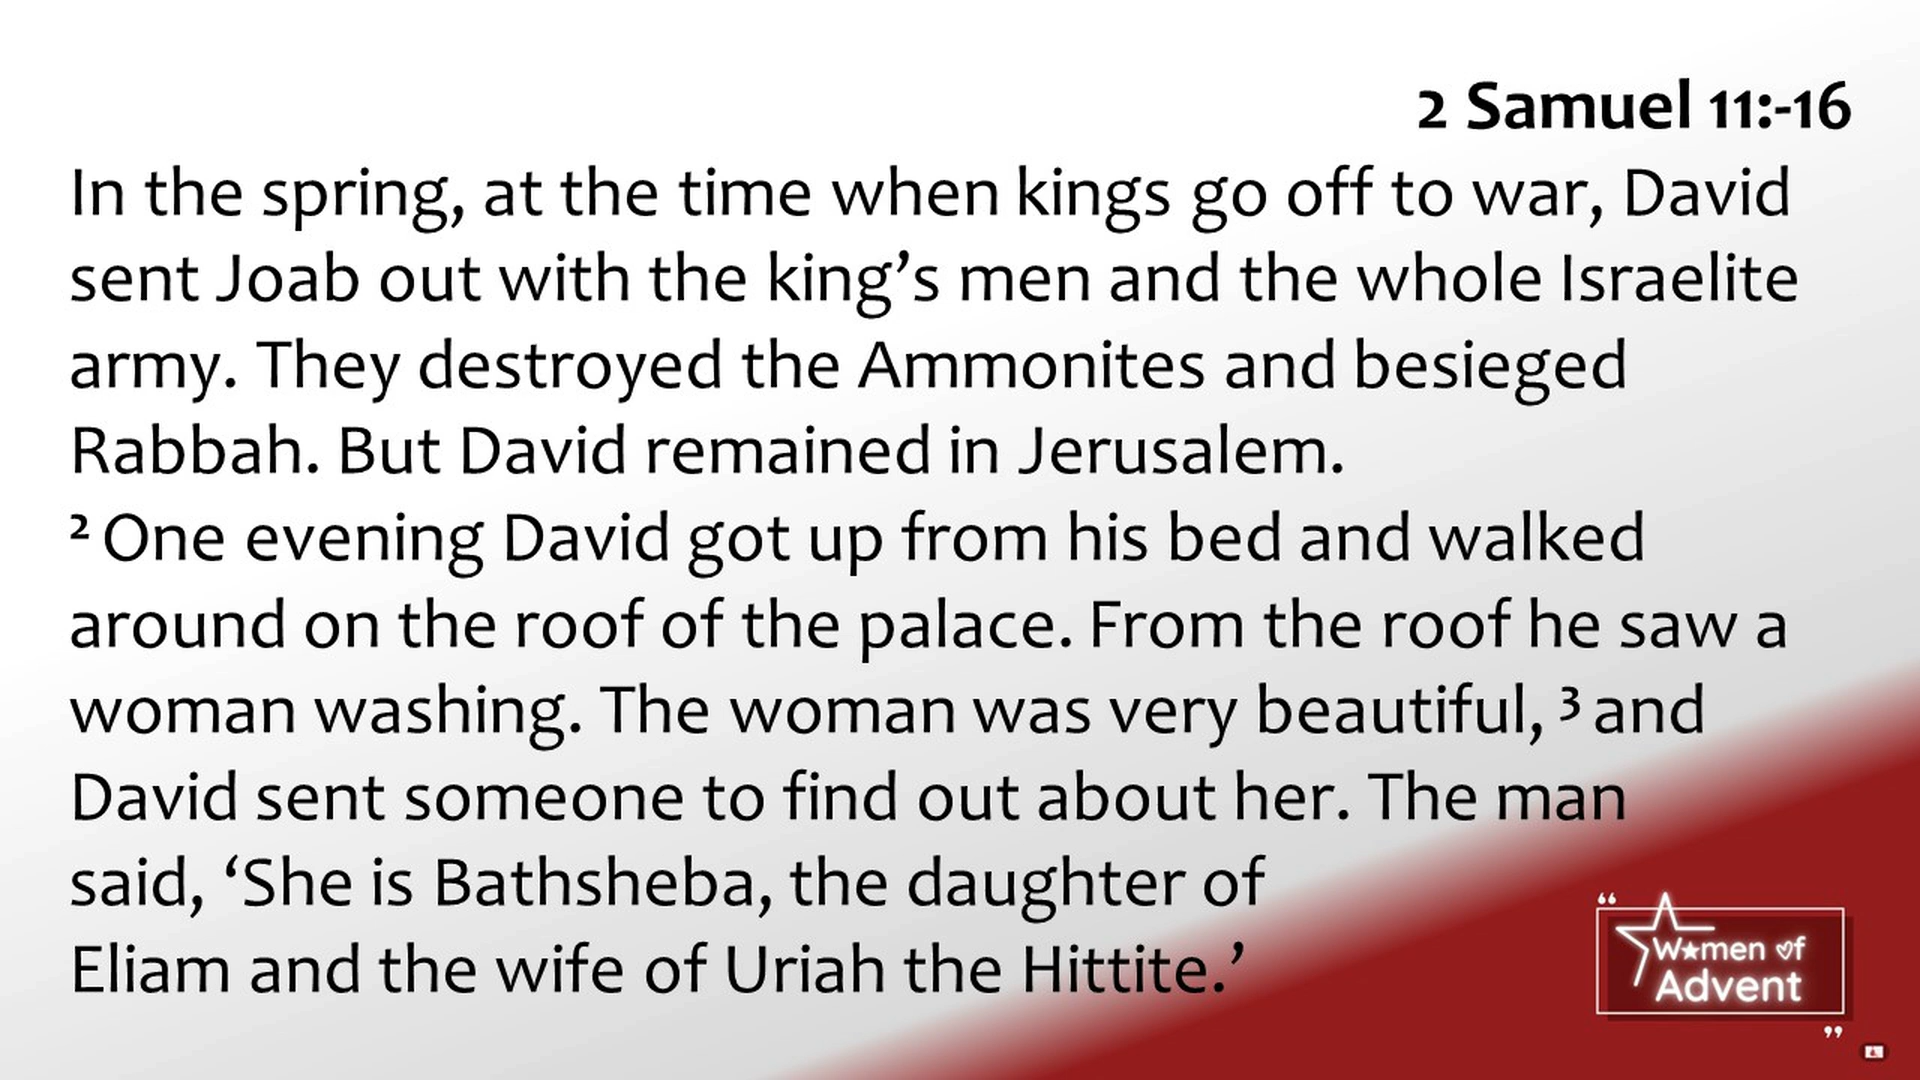 2 Samuel 11:-16
In the spring, at the time when kings go off to war, David
sent Joab out with the king’s men and the whole Israelite
army. They destroyed the Ammonites and besieged
Rabbah. But David remained in Jerusalem.
² One evening David got up from his bed and walked
around on the roof of the palace. From the roof he saw a
woman washing. The woman was very beautiful, ³ and
David sent someone to find out about her. The man
said, ‘She is Bathsheba, the daughter of
Eliam and the wife of Uriah the Hittite.’
“
Women of
Advent
”